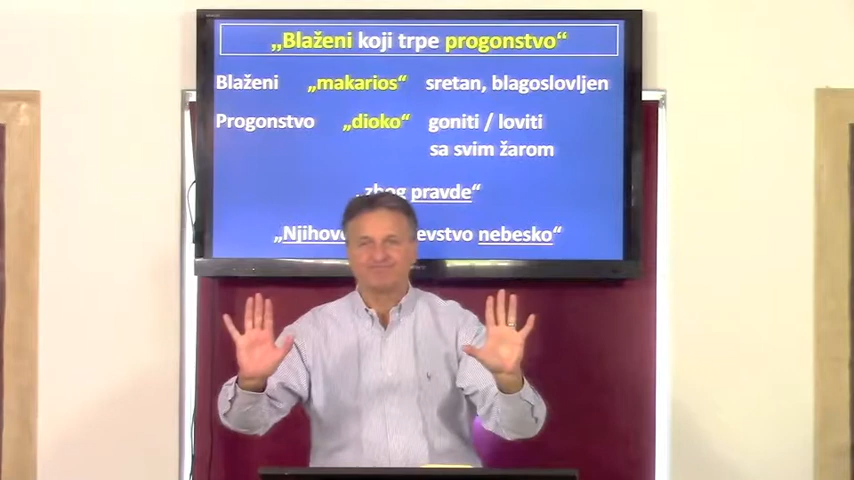 „Blaženi koji trpe progonstvo“
Blaženi „makarios“ sretan, blagoslovljen
Progonstvo „dioko“ goniti / loviti
sa svim žarom
„zbog pravde“
„Njihovo evstvo nebesko“